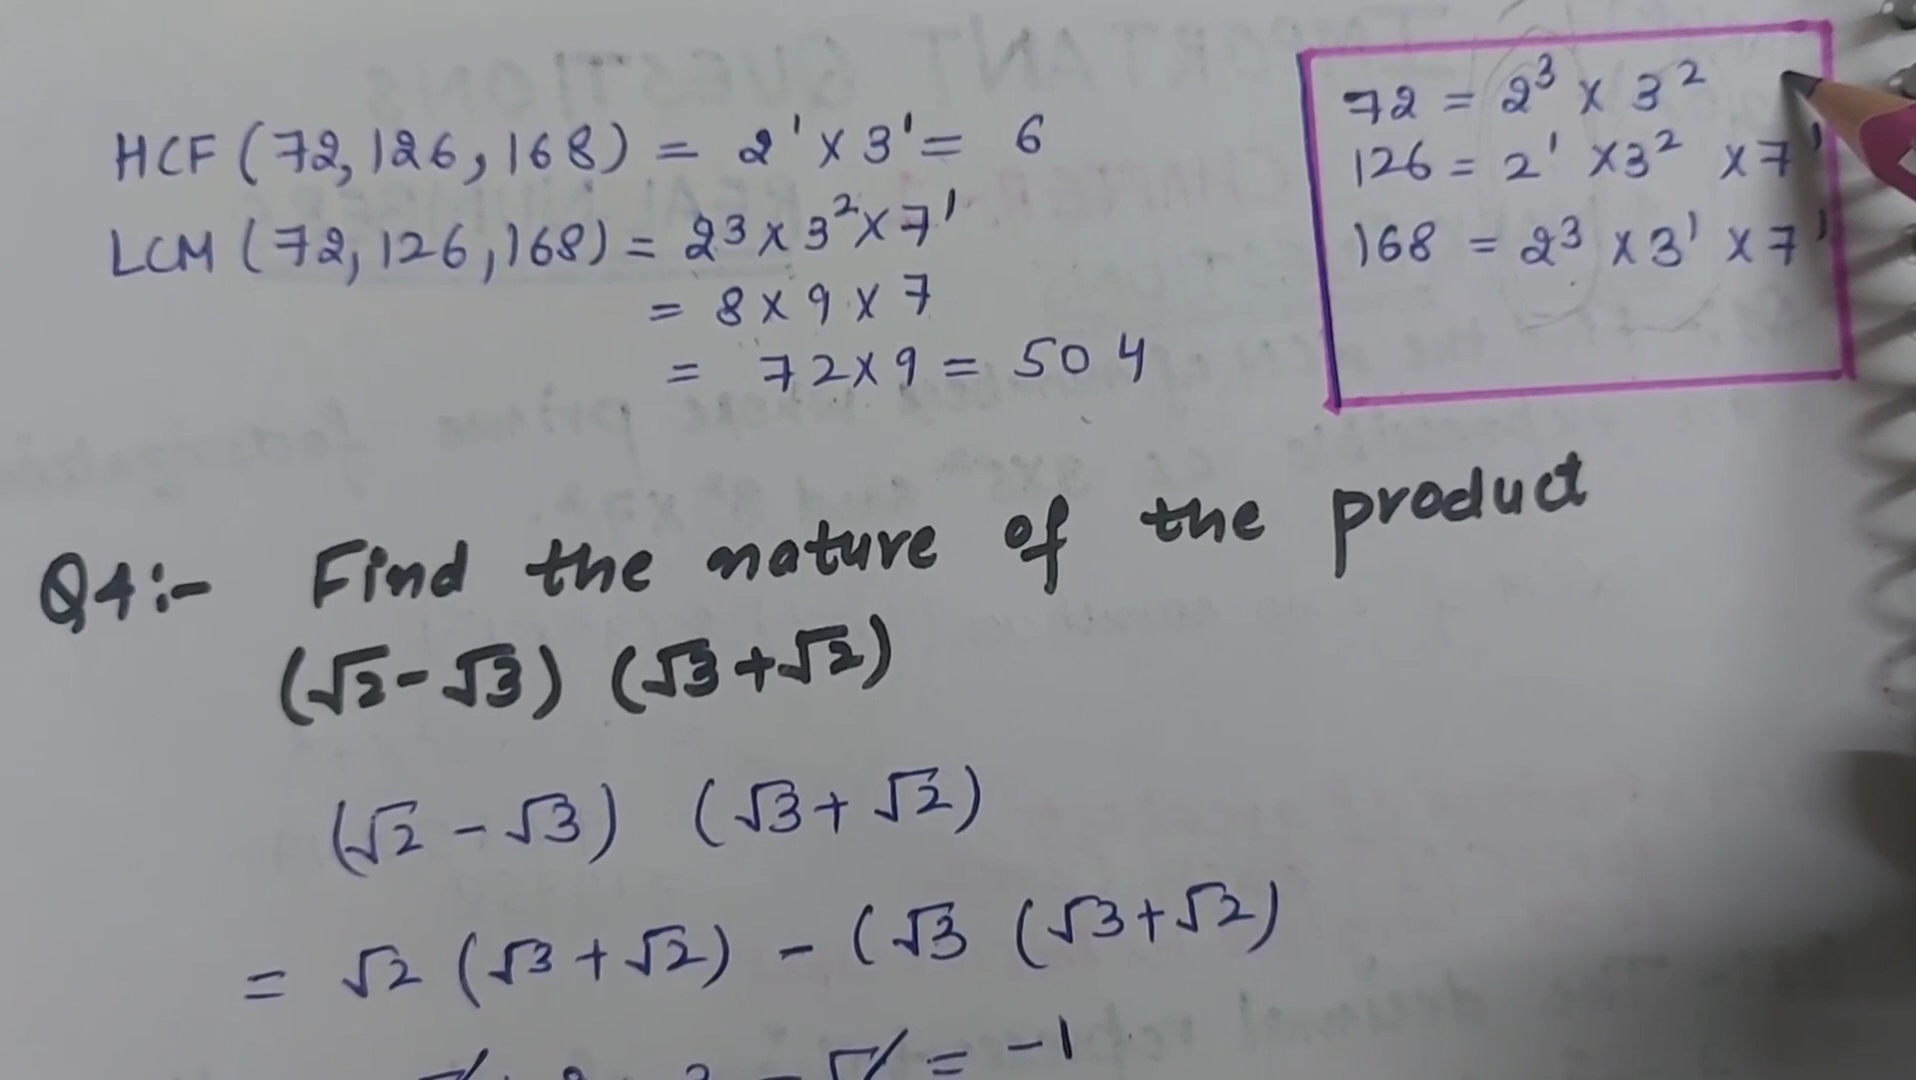 HCF (72, 126, 168) = 2¹ × 3¹ = 6
LCM (72, 126, 168) = 2³ × 3² × 7¹
= 8 × 9 × 7
= 72 × 9 = 504
72 = 2³ × 3²
126 = 2¹ × 3² × 7¹
168 = 2³ × 3¹ × 7¹
Q4:- Find the nature of the product
(√2-√3) (√3+√2)
(√2 - √3) (√3 + √2)
= √2 (√3 + √2) - (√3 (√3+√2)
= -1